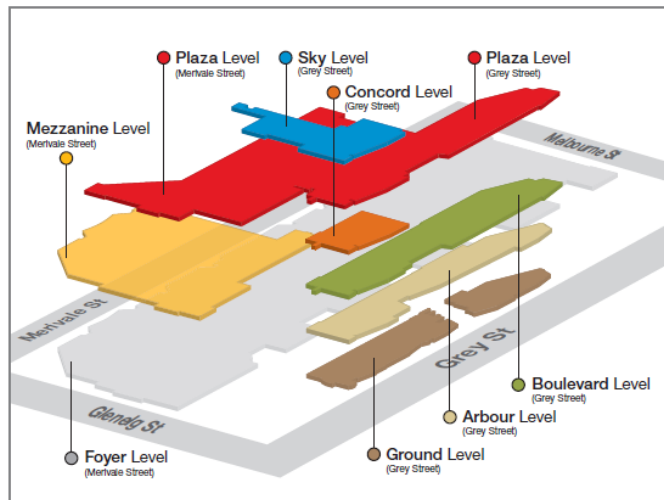 Plaza Level
(Merivale Street)
Sky Level
(Grey Street)
Plaza Level
(Grey Street)
Concord Level
(Grey Street)
Mezzanine Level
(Merivale Street)
Melbourne St
Merivale St
Grey St
Glenelg St
Boulevard Level
(Grey Street)
Arbour Level
(Grey Street)
Foyer Level
(Merivale Street)
Ground Level
(Grey Street)